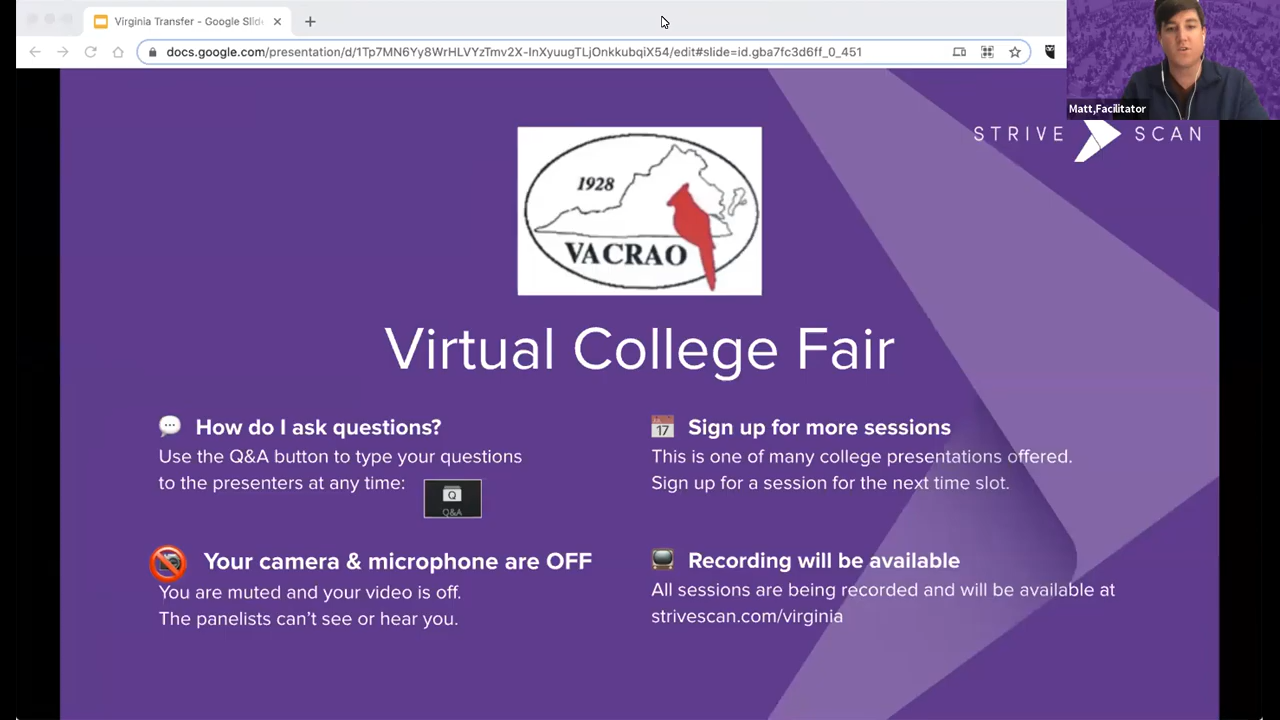 Virginia Transfer - Google Slid
docs.google.com/presentation/d/1Tp7MN6Yy8WrHLVYzTmv2X-InXyuugTLjOnkkubqiX54/edit#slide=id.gba7fc3d6ff_0_451
Matt,Facilitator
STRIVE SCAN
1928
VACRAO
Virtual College Fair
How do I ask questions?
Use the Q&A button to type your questions
to the presenters at any time:
Q
Q&A
17
Sign up for more sessions
This is one of many college presentations offered.
Sign up for a session for the next time slot.
Your camera & microphone are OFF
You are muted and your video is off.
The panelists can’t see or hear you.
Recording will be available
All sessions are being recorded and will be available at
strivescan.com/virginia